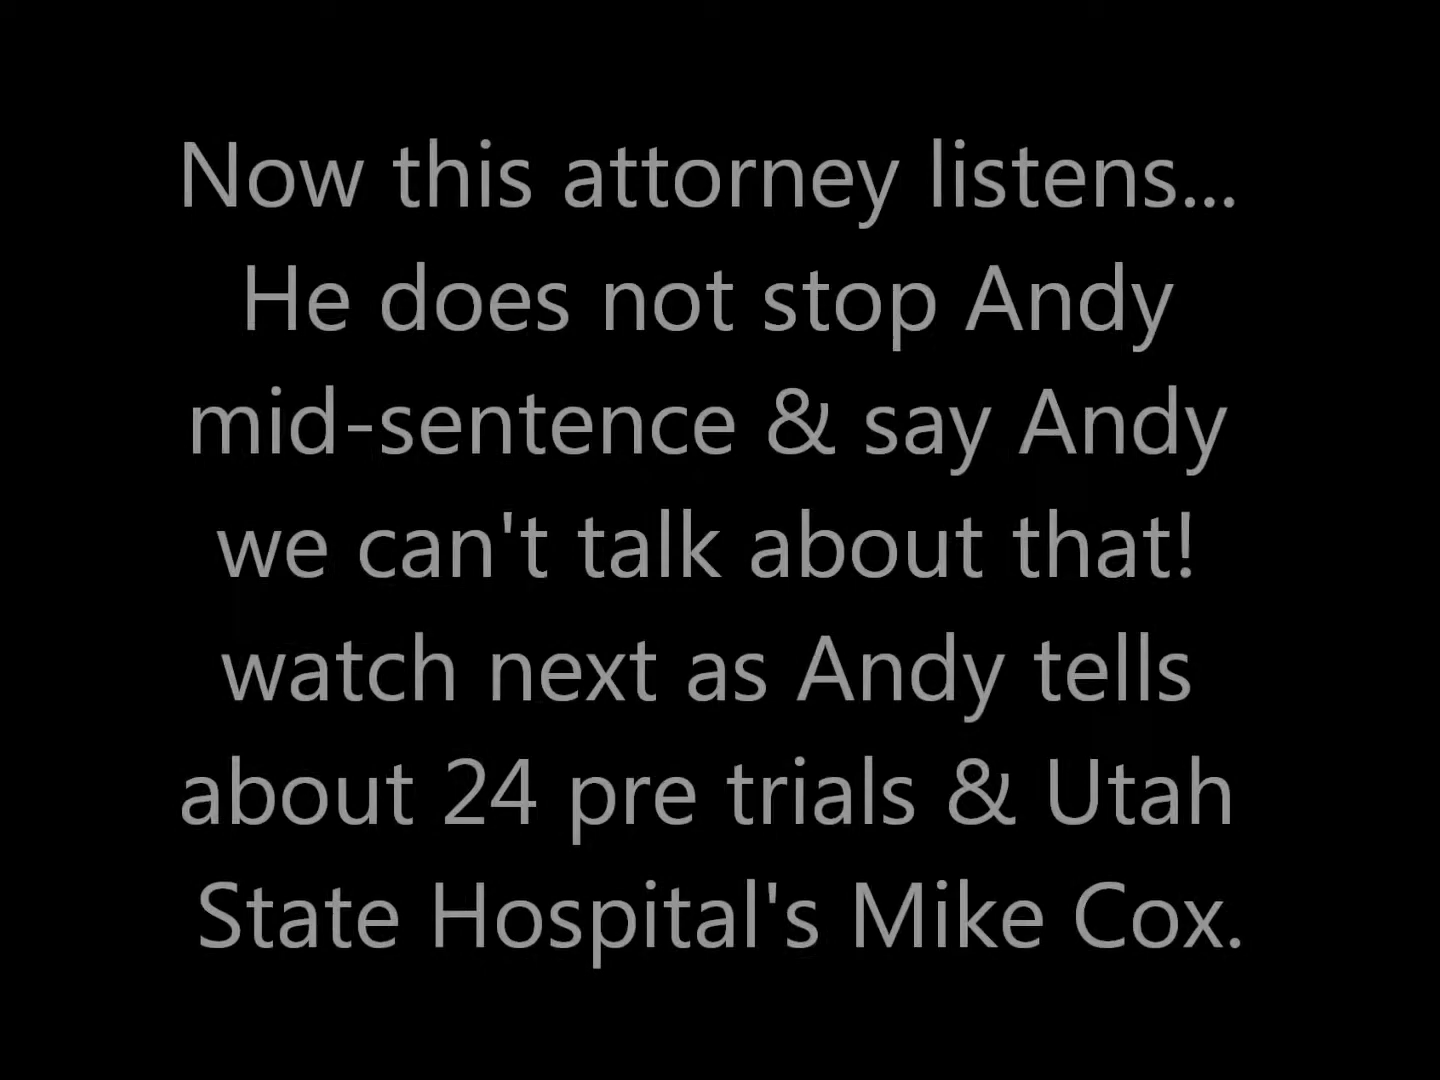 Now this attorney listens...
He does not stop Andy
mid-sentence & say Andy
we can't talk about that!
watch next as Andy tells
about 24 pre trials & Utah
State Hospital's Mike Cox.